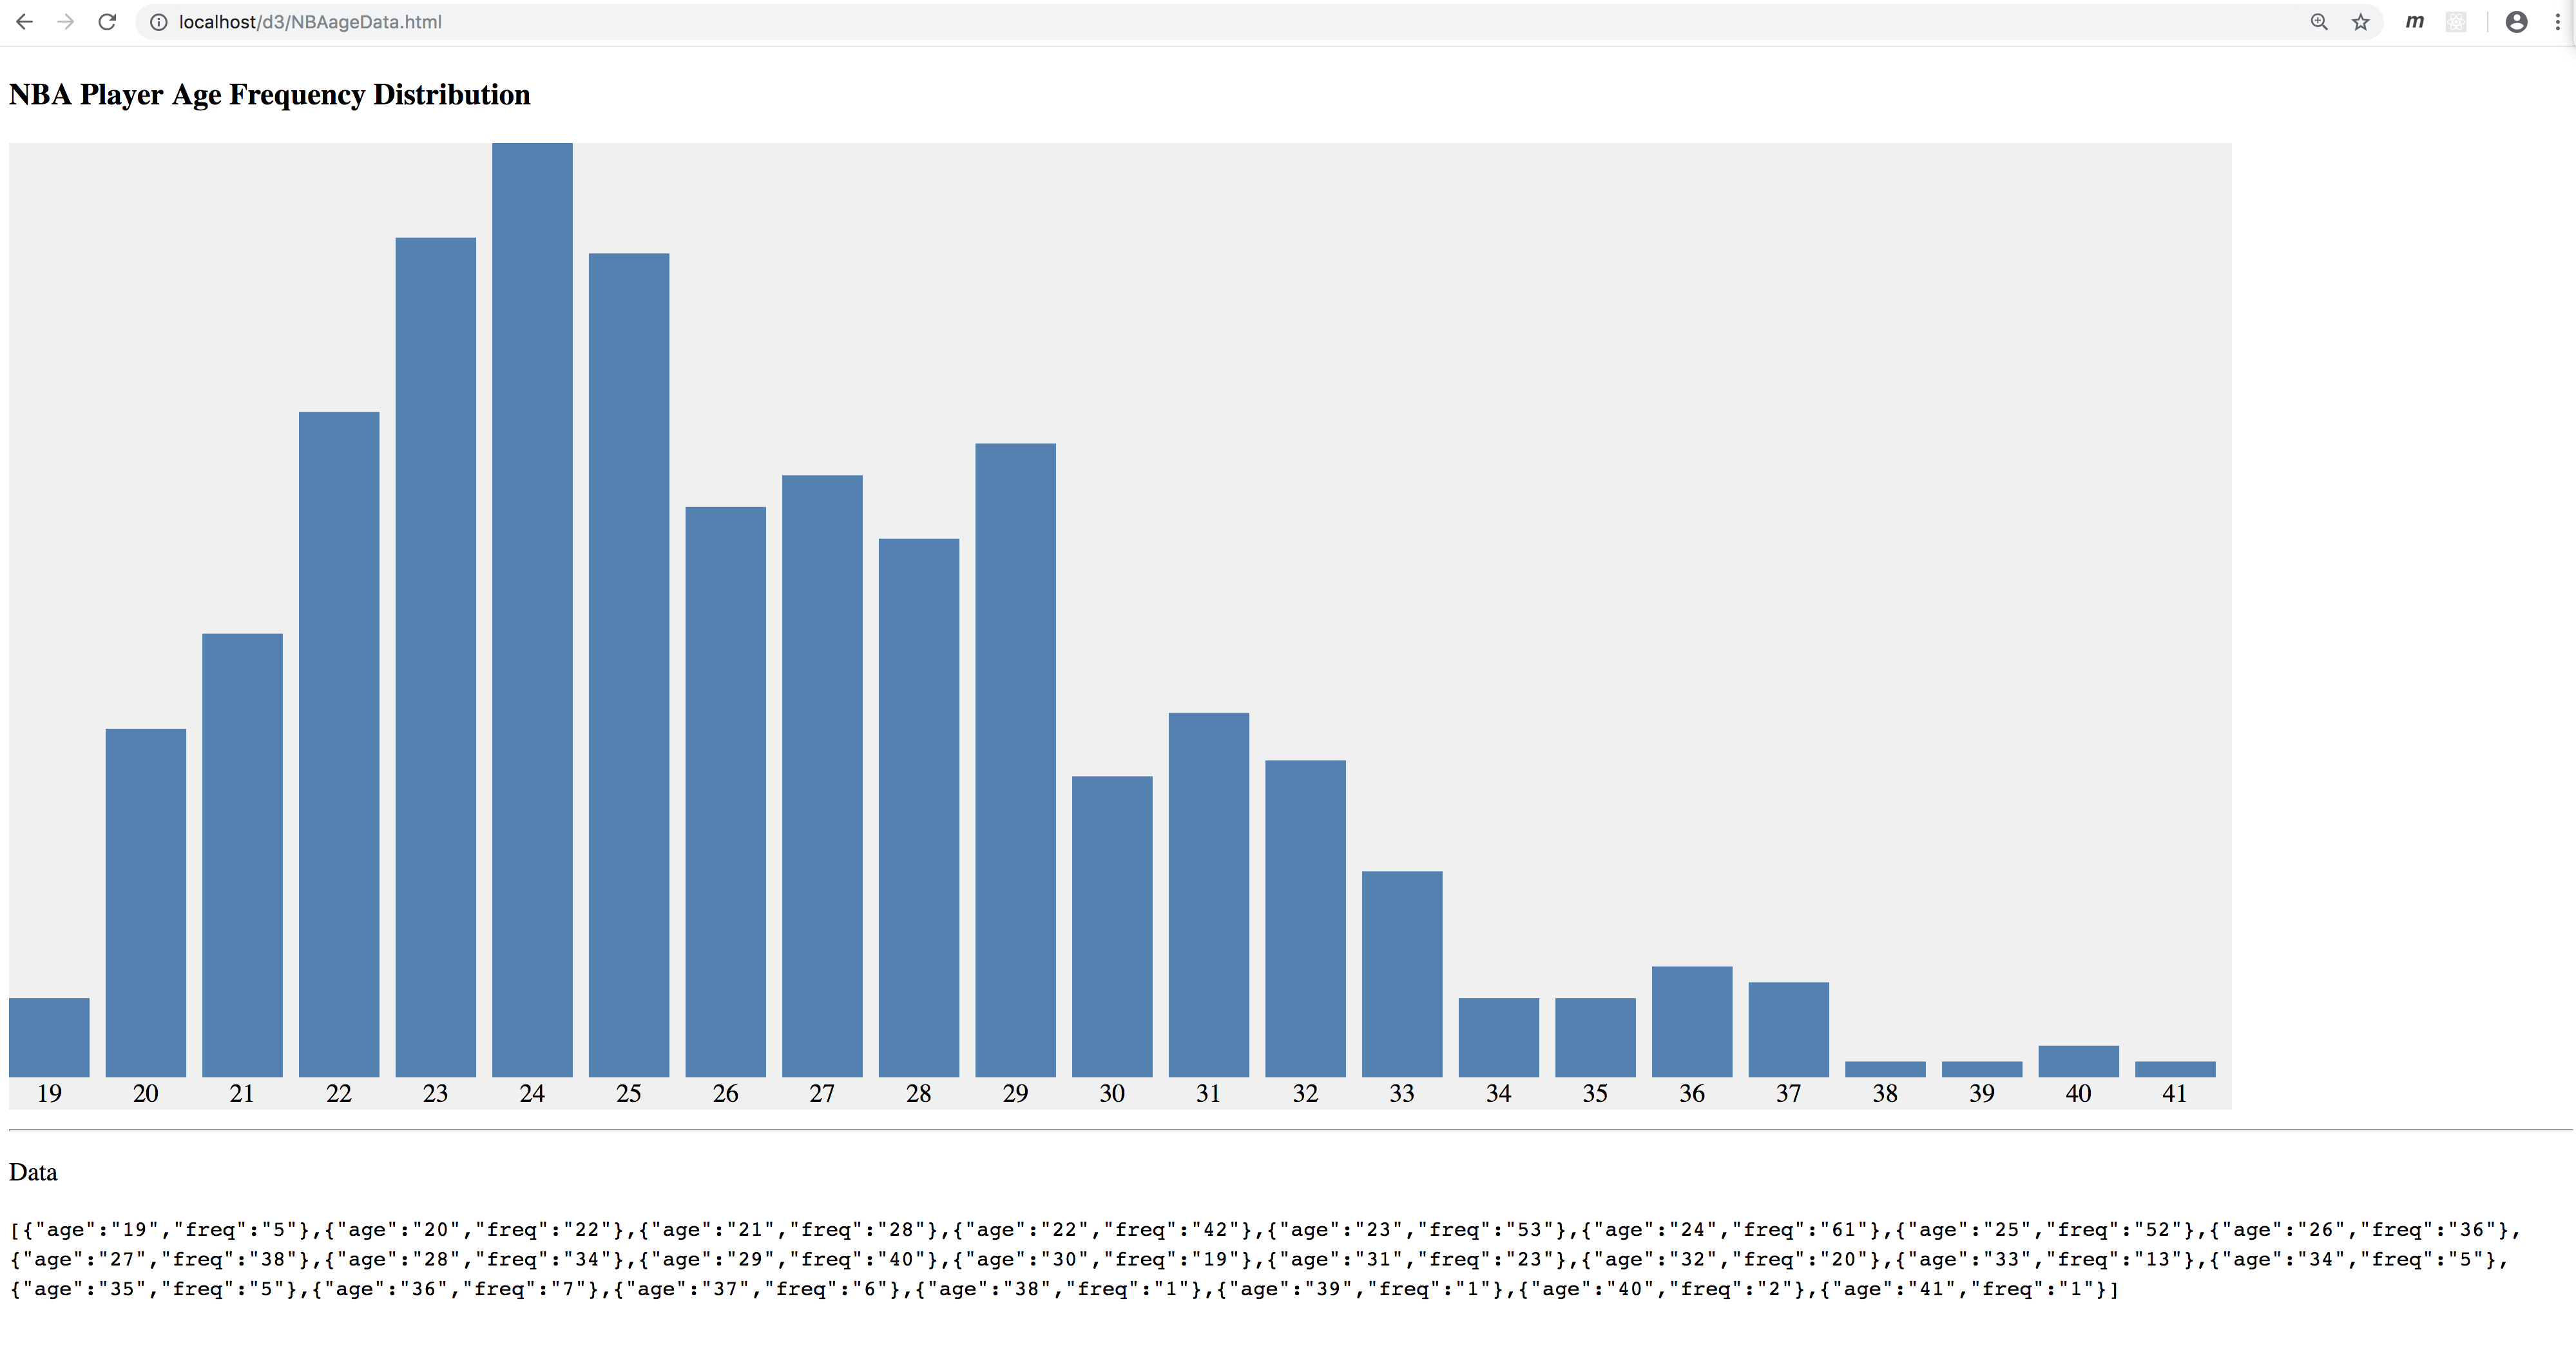 localhost/d3/NBAageData.html
m
NBA Player Age Frequency Distribution
19 20 21 22 23 24 25 26 27 28 29 30 31 32 33 34 35 36 37 38 39 40 41
Data
[{"age":"19","freq":"5"},{"age":"20","freq":"22"},{"age":"21","freq":"28"},{"age":"22","freq":"42"},{"age":"23","freq":"53"},{"age":"24","freq":"61"},{"age":"25","freq":"52"},{"age":"26","freq":"36"},
{"age":"27","freq":"38"},{"age":"28","freq":"34"},{"age":"29","freq":"40"},{"age":"30","freq":"19"},{"age":"31","freq":"23"},{"age":"32","freq":"20"},{"age":"33","freq":"13"},{"age":"34","freq":"5"},
{"age":"35","freq":"5"},{"age":"36","freq":"7"},{"age":"37","freq":"6"},{"age":"38","freq":"1"},{"age":"39","freq":"1"},{"age":"40","freq":"2"},{"age":"41","freq":"1"}]